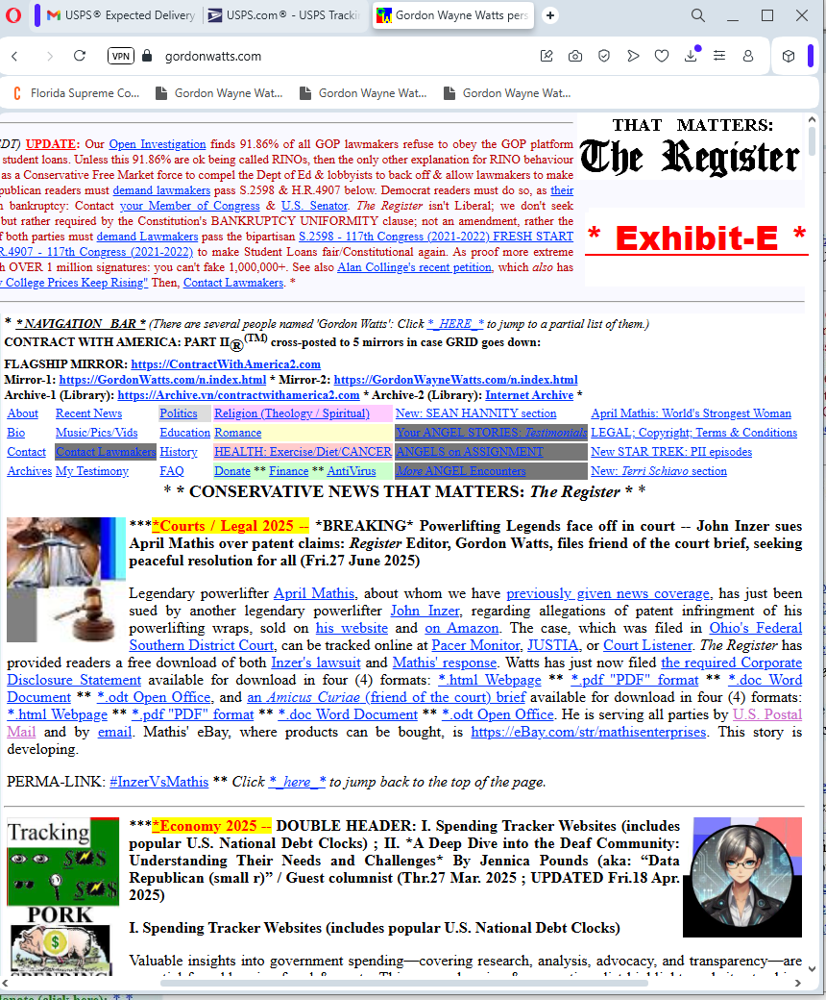 USPS® Expected Delivery
USPS.com® - USPS Trackin
Gordon Wayne Watts pers
VPN
gordonwatts.com
Florida Supreme Co...
Gordon Wayne Wat...
Gordon Wayne Wat...
Gordon Wayne Wat...
DT) UPDATE: Our Open Investigation finds 91.86% of all GOP lawmakers refuse to obey the GOP platform
student loans. Unless this 91.86% are ok being called RINOs, then the only other explanation for RINO behaviour
as a Conservative Free Market force to compel the Dept of Ed & lobbyists to back off & allow lawmakers to make
publican readers must demand lawmakers pass S.2598 & H.R.4907 below. Democrat readers must do so, as their
n bankruptcy: Contact your Member of Congress & U.S. Senator. The Register isn't Liberal; we don't seek
but rather required by the Constitution's BANKRUPTCY UNIFORMITY clause; not an amendment, rather the
f both parties must demand Lawmakers pass the bipartisan S.2598 - 117th Congress (2021-2022) FRESH START
R.4907 - 117th Congress (2021-2022) to make Student Loans fair/Constitutional again. As proof more extreme
h OVER 1 million signatures: you can't fake 1,000,000+. See also Alan Collinge's recent petition, which also has
y College Prices Keep Rising" Then, Contact Lawmakers. *
THAT MATTERS:
The Register
* Exhibit-E *
* * NAVIGATION BAR * (There are several people named 'Gordon Watts': Click *_HERE_* to jump to a partial list of them.)
CONTRACT WITH AMERICA: PART II®(TM) cross-posted to 5 mirrors in case GRID goes down:
FLAGSHIP MIRROR: https://ContractWithAmerica2.com
Mirror-1: https://GordonWatts.com/n.index.html * Mirror-2: https://GordonWayneWatts.com/n.index.html
Archive-1 (Library): https://Archive.vn/contractwithamerica2.com * Archive-2 (Library): Internet Archive *
About Recent News Politics Religion (Theology / Spiritual) New: SEAN HANNITY section April Mathis: World's Strongest Woman
Bio Music/Pics/Vids Education Romance Your ANGEL STORIES: Testimonials LEGAL; Copyright; Terms & Conditions
Contact Contact Lawmakers History HEALTH: Exercise/Diet/CANCER ANGELS on ASSIGNMENT New STAR TREK: PII episodes
Archives My Testimony FAQ Donate ** Finance ** AntiVirus More ANGEL Encounters New: Terri Schiavo section
* * CONSERVATIVE NEWS THAT MATTERS: The Register * *
****Courts / Legal 2025 -- *BREAKING* Powerlifting Legends face off in court -- John Inzer sues
April Mathis over patent claims: Register Editor, Gordon Watts, files friend of the court brief, seeking
peaceful resolution for all (Fri.27 June 2025)
Legendary powerlifter April Mathis, about whom we have previously given news coverage, has just been
sued by another legendary powerlifter John Inzer, regarding allegations of patent infringment of his
powerlifting wraps, sold on his website and on Amazon. The case, which was filed in Ohio's Federal
Southern District Court, can be tracked online at Pacer Monitor, JUSTIA, or Court Listener. The Register has
provided readers a free download of both Inzer's lawsuit and Mathis' response. Watts has just now filed the required Corporate
Disclosure Statement available for download in four (4) formats: *.html Webpage ** *.pdf "PDF" format ** *.doc Word
Document ** *.odt Open Office, and an Amicus Curiae (friend of the court) brief available for download in four (4) formats:
*.html Webpage ** *.pdf "PDF" format ** *.doc Word Document ** *.odt Open Office. He is serving all parties by U.S. Postal
Mail and by email. Mathis' eBay, where products can be bought, is https://eBay.com/str/mathisenterprises. This story is
developing.
PERMA-LINK: #InzerVsMathis ** Click *_here_* to jump back to the top of the page.
Tracking
$ $
$ $
PORK
$
SPENDING
****Economy 2025 -- DOUBLE HEADER: I. Spending Tracker Websites (includes
popular U.S. National Debt Clocks) ; II. *A Deep Dive into the Deaf Community:
Understanding Their Needs and Challenges* By Jennica Pounds (aka: “Data
Republican (small r)” / Guest columnist (Thr.27 Mar. 2025 ; UPDATED Fri.18 Apr.
2025)
I. Spending Tracker Websites (includes popular U.S. National Debt Clocks)
Valuable insights into government spending—covering research, analysis, advocacy, and transparency—are